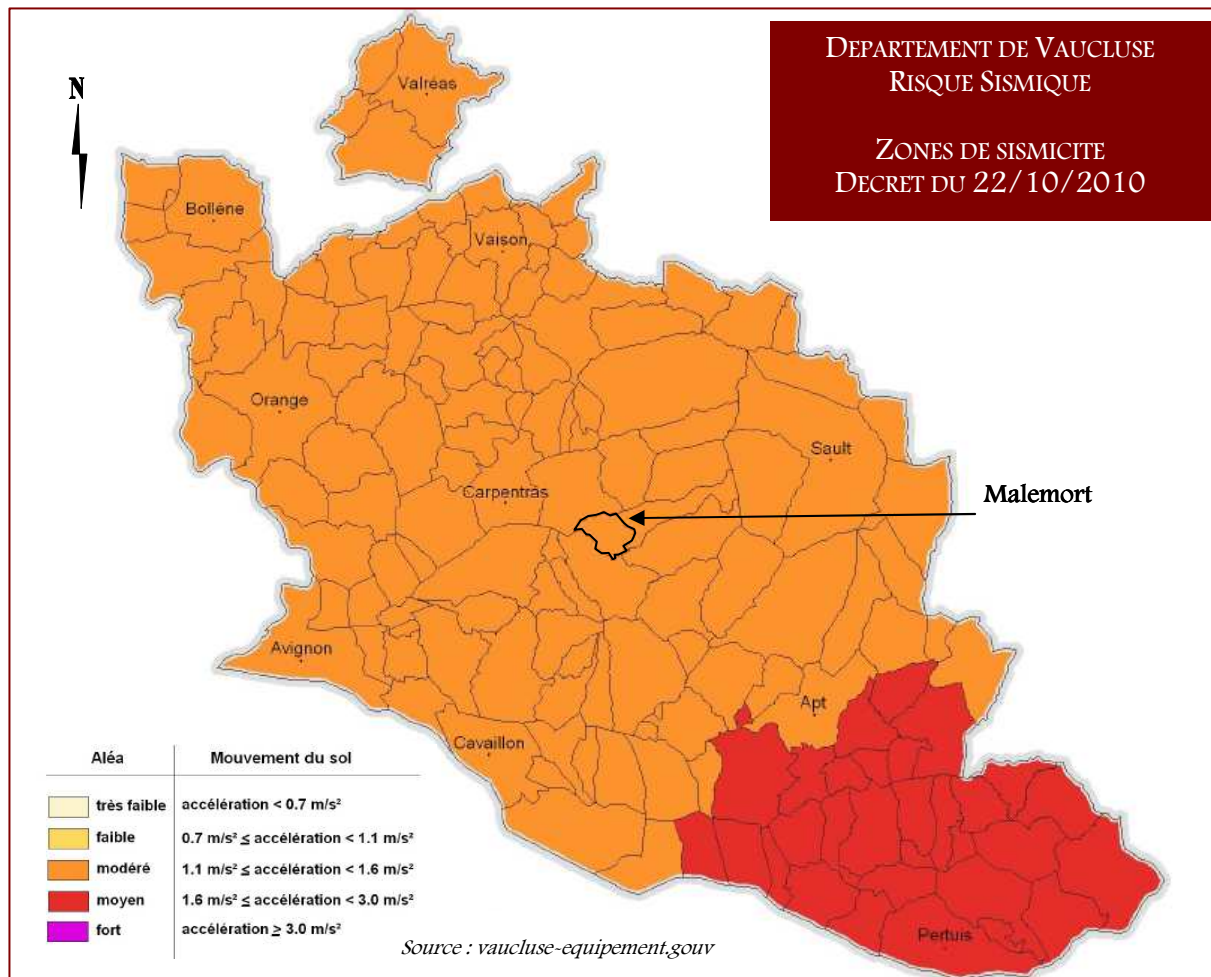 DEPARTEMENT DE VAUCLUSE
RISQUE SISMIQUE
ZONES DE SISMICITE
DECRET DU 22/10/2010
N
Valréas
Bollène
Vaison
Orange
Sault
Carpentras
Malemort
Avignon
Apt
Cavaillon
Pertuis
Aléa Mouvement du sol
très faible accélération < 0.7 m/s²
faible 0.7 m/s² ≤ accélération < 1.1 m/s²
modéré 1.1 m/s² ≤ accélération < 1.6 m/s²
moyen 1.6 m/s² ≤ accélération < 3.0 m/s²
fort accélération ≥ 3.0 m/s²
Source : vaucluse-equipement.gouv